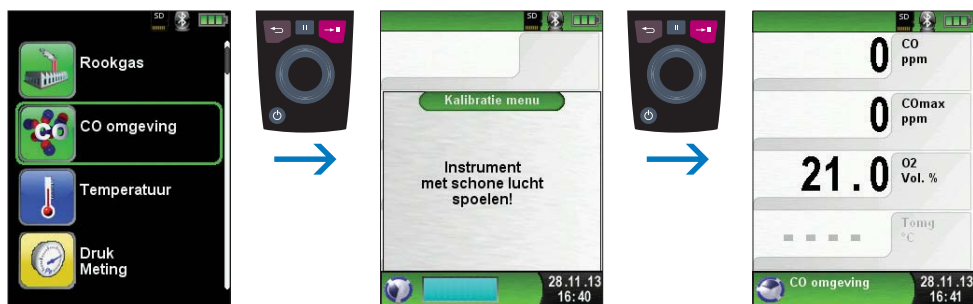 SD
Rookgas
CO omgeving
CO
Temperatuur
Druk
Meting
SD
Kalibratie menu
Instrument
met schone lucht
spoelen!
28.11.13
16:40
SD
0 CO
ppm
0 COmax
ppm
21.0 O2
Vol. %
- - - - Tomg
°C
CO omgeving
28.11.13
16:41